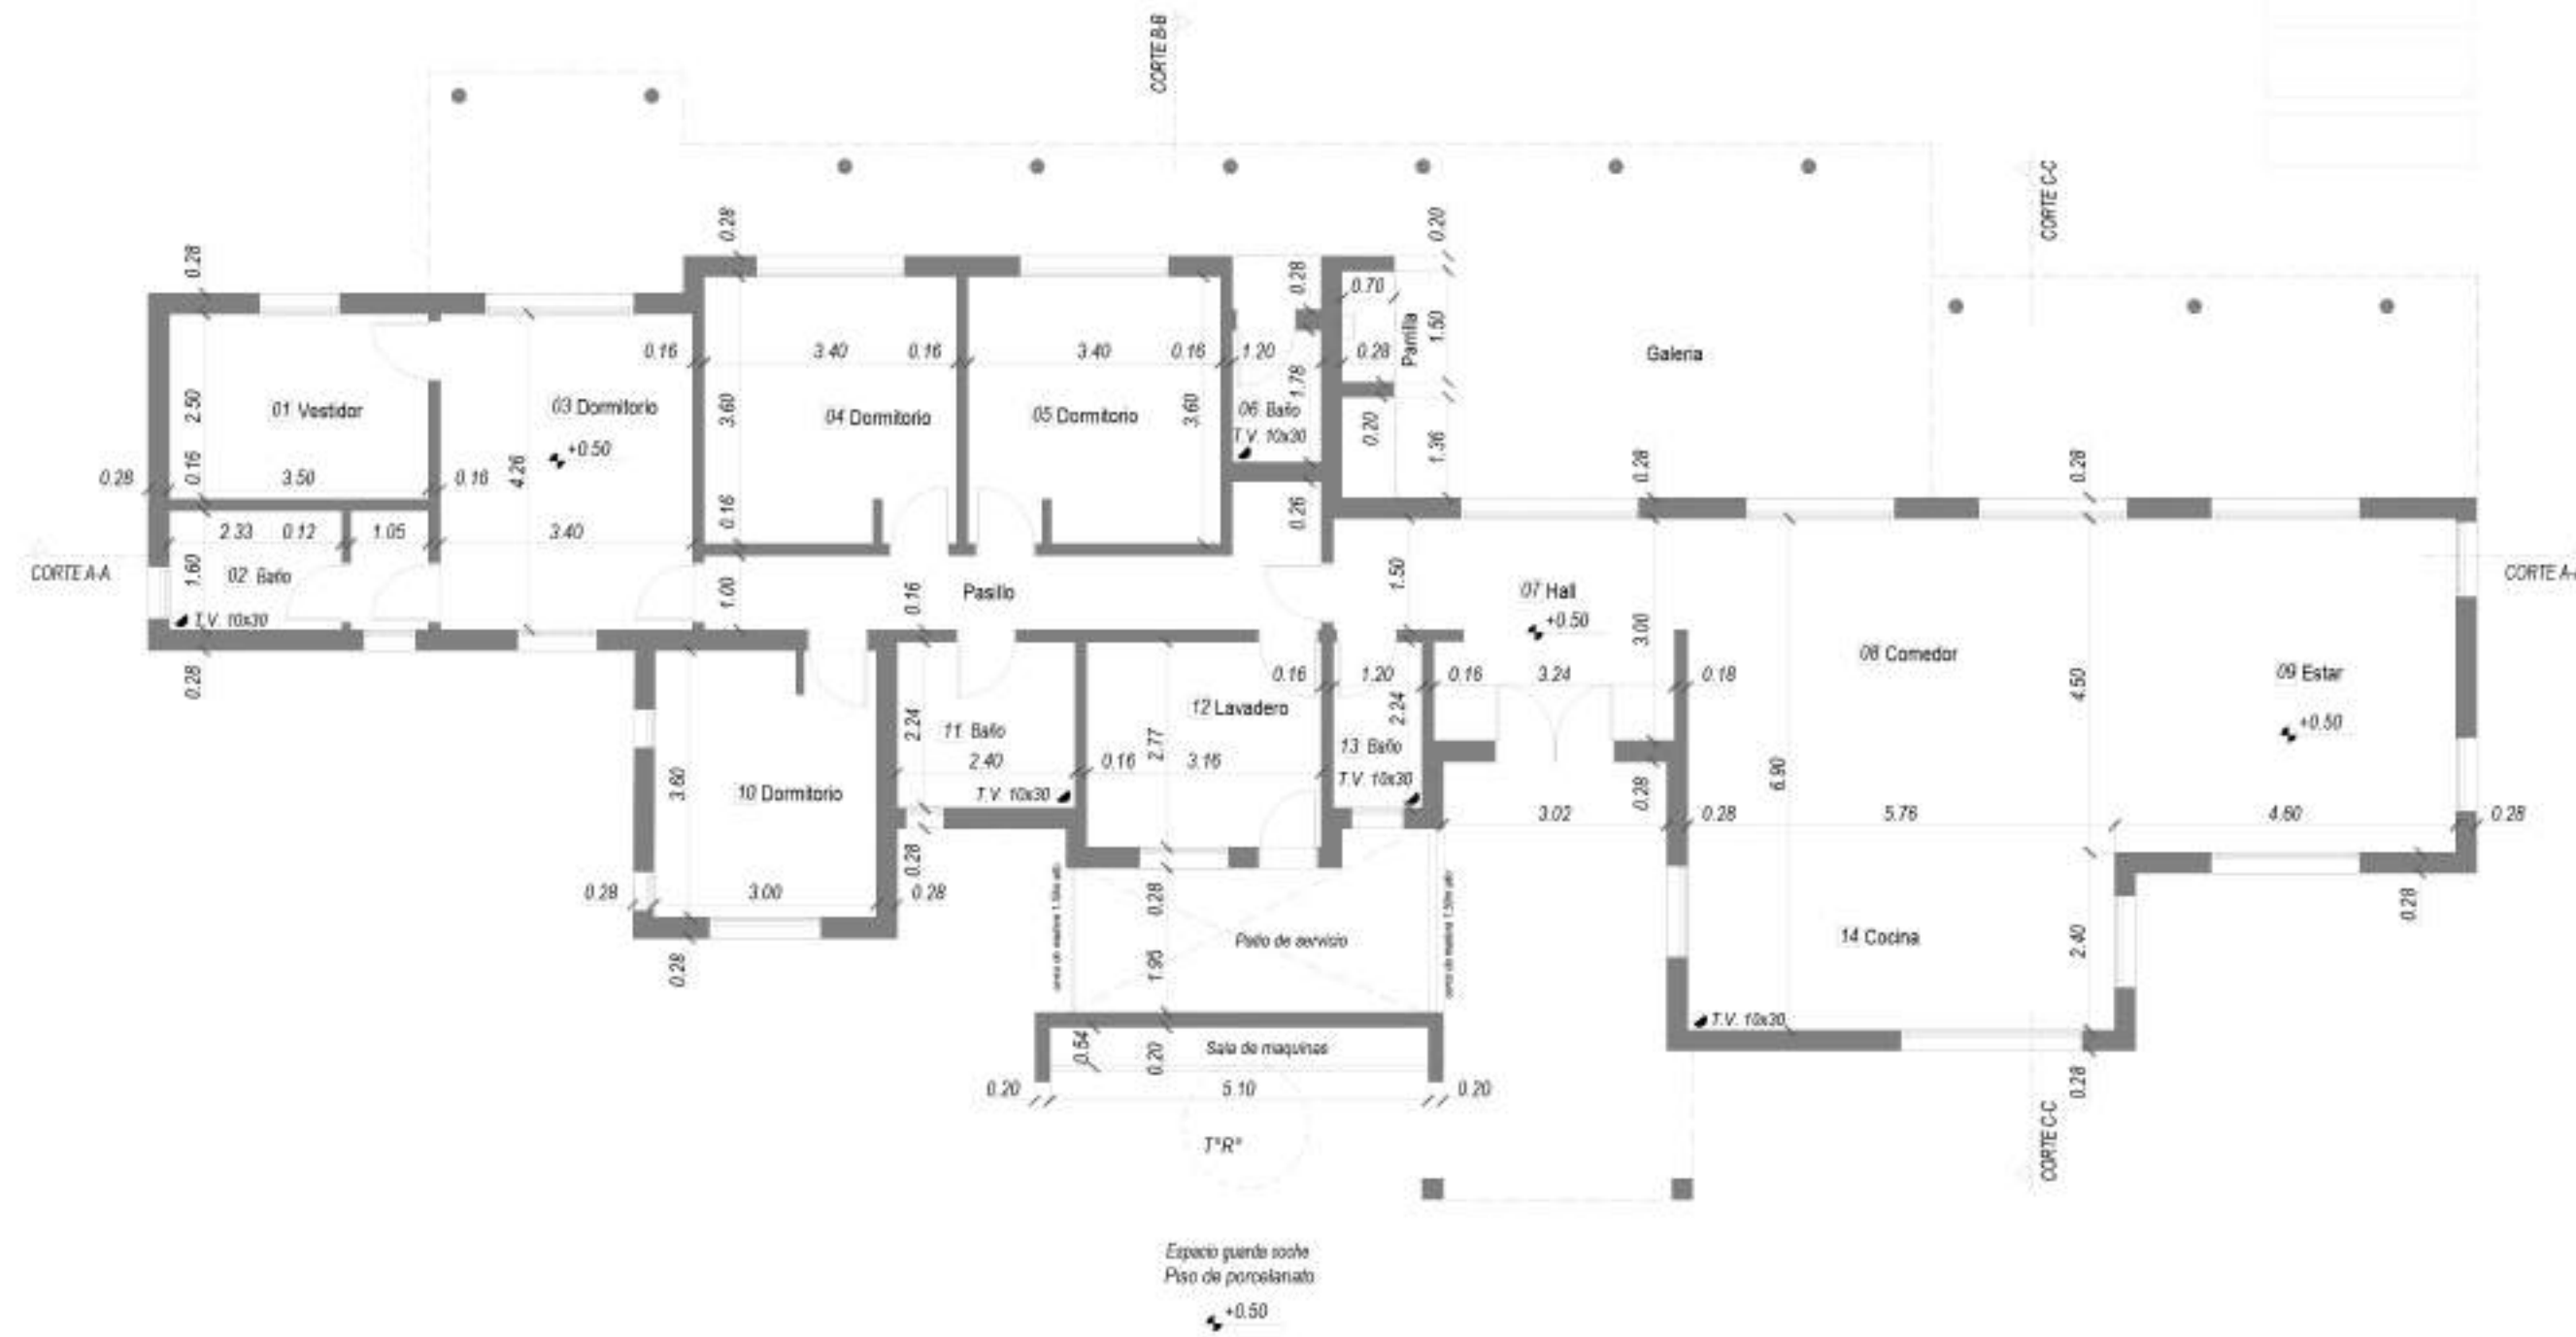 CORTE B-B
CORTE C-C
0.28
0.28
0.20
0.28
0.70
1.50
Parrilla
0.16
3.40
0.16
3.40
0.16
1.20
0.28
Galeria
2.50
01 Vestidor
03 Dormitorio
+0.50
3.60
04 Dormitorio
05 Dormitorio
3.60
1.78
06 Baño
T.V. 10x30
0.20
1.36
0.28
0.16
3.50
0.16
4.26
0.28
0.28
0.16
0.26
2.33
0.12
1.05
3.40
CORTE A-A
1.60
02 Baño
T.V. 10x30
1.00
0.16
Pasillo
1.50
07 Hall
+0.50
3.00
CORTE A-
0.28
08 Comedor
4.50
09 Estar
+0.50
0.16
1.20
0.16
3.24
0.18
2.24
11 Baño
2.40
T.V. 10x30
2.77
12 Lavadero
0.16
3.16
2.24
13 Baño
T.V. 10x30
3.60
10 Dormitorio
6.90
0.28
3.02
0.28
5.76
4.60
0.28
0.28
3.00
0.28
0.28
0.28
0.28
1.95
Patio de servicio
14 Cocina
2.40
0.28
T.V. 10x30
0.54
0.20
Sala de maquinas
0.20
5.10
0.20
0.28
T°R°
CORTE C-C
Espacio guarda coche
Piso de porcelanato
+0.50